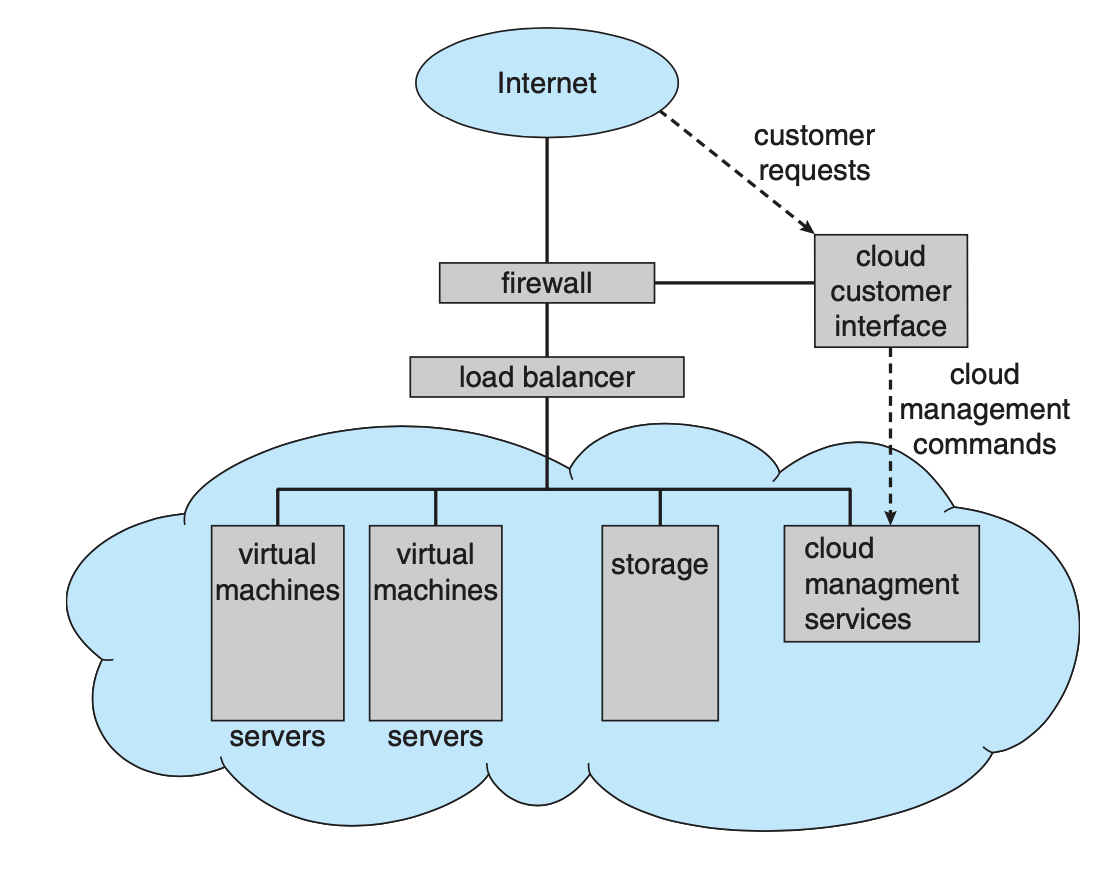 Internet
customer
requests
firewall
cloud
customer
interface
load balancer
cloud
management
commands
virtual
machines
virtual
machines
storage
cloud
managment
services
servers
servers